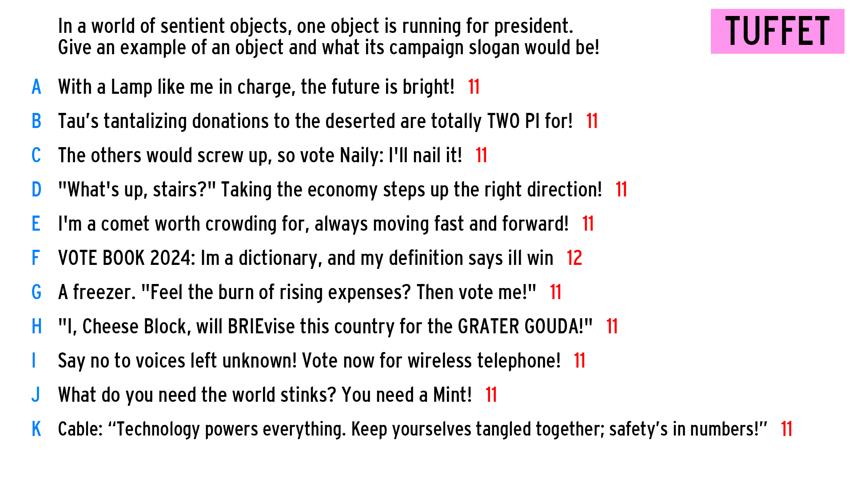 In a world of sentient objects, one object is running for president.
Give an example of an object and what its campaign slogan would be!
TUFFET
A With a Lamp like me in charge, the future is bright! 11
B Tau’s tantalizing donations to the deserted are totally TWO PI for! 11
C The others would screw up, so vote Naily: I'll nail it! 11
D "What's up, stairs?" Taking the economy steps up the right direction! 11
E I'm a comet worth crowding for, always moving fast and forward! 11
F VOTE BOOK 2024: Im a dictionary, and my definition says ill win 12
G A freezer. "Feel the burn of rising expenses? Then vote me!" 11
H "I, Cheese Block, will BRIEvise this country for the GRATER GOUDA!" 11
I Say no to voices left unknown! Vote now for wireless telephone! 11
J What do you need the world stinks? You need a Mint! 11
K Cable: “Technology powers everything. Keep yourselves tangled together; safety’s in numbers!” 11